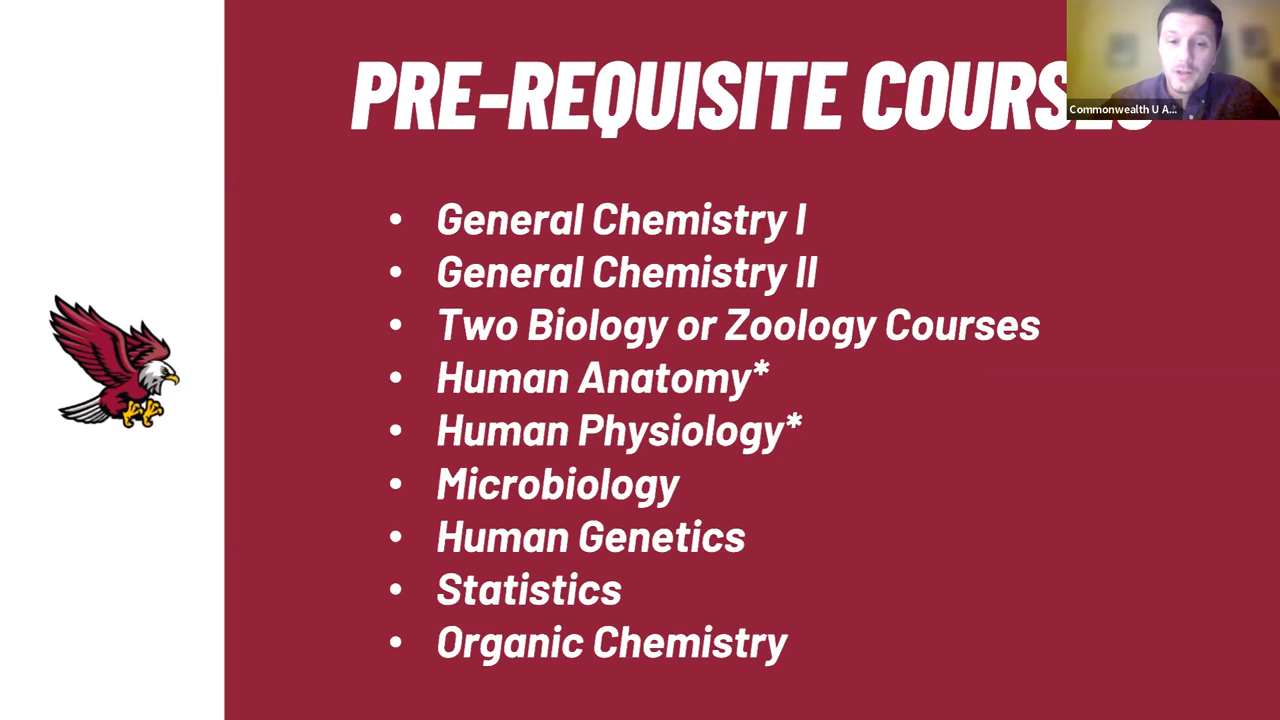 PRE-REQUISITE COURSES
Commonwealth U A...
• General Chemistry I
• General Chemistry II
• Two Biology or Zoology Courses
• Human Anatomy*
• Human Physiology*
• Microbiology
• Human Genetics
• Statistics
• Organic Chemistry